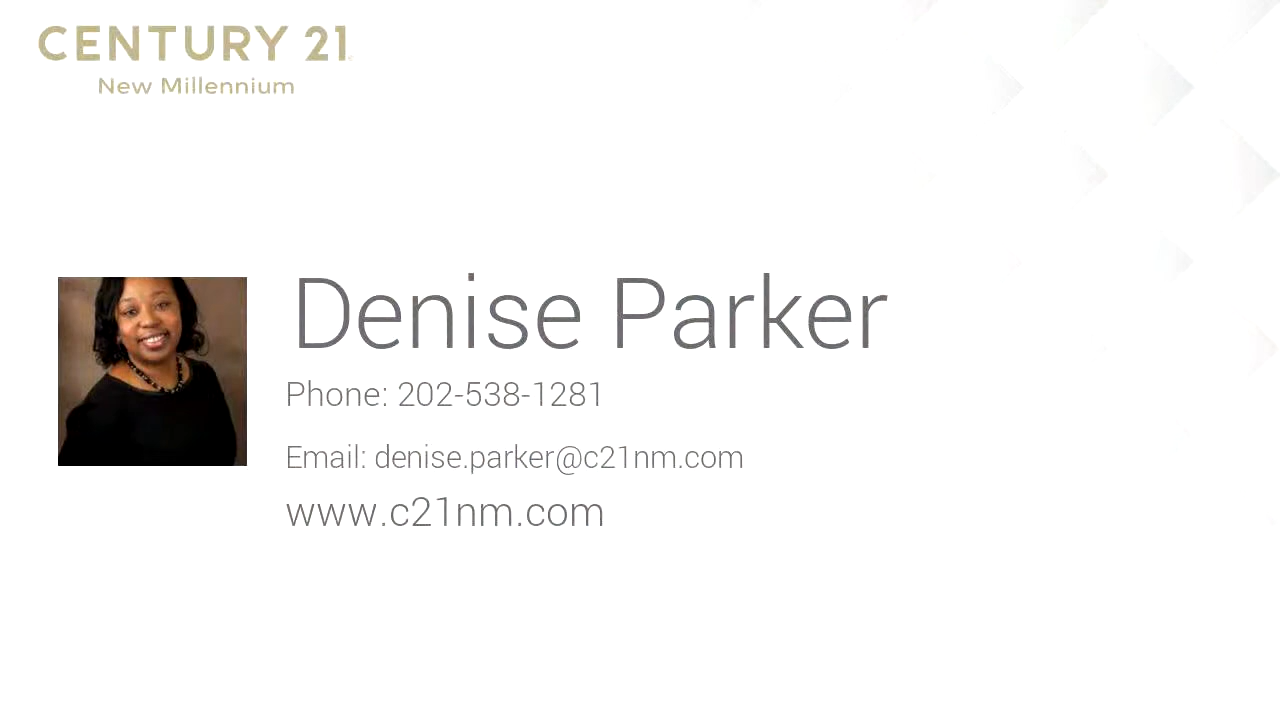 CENTURY 21
New Millennium
Denise Parker
Phone: 202-538-1281
Email: denise.parker@c21nm.com
www.c21nm.com